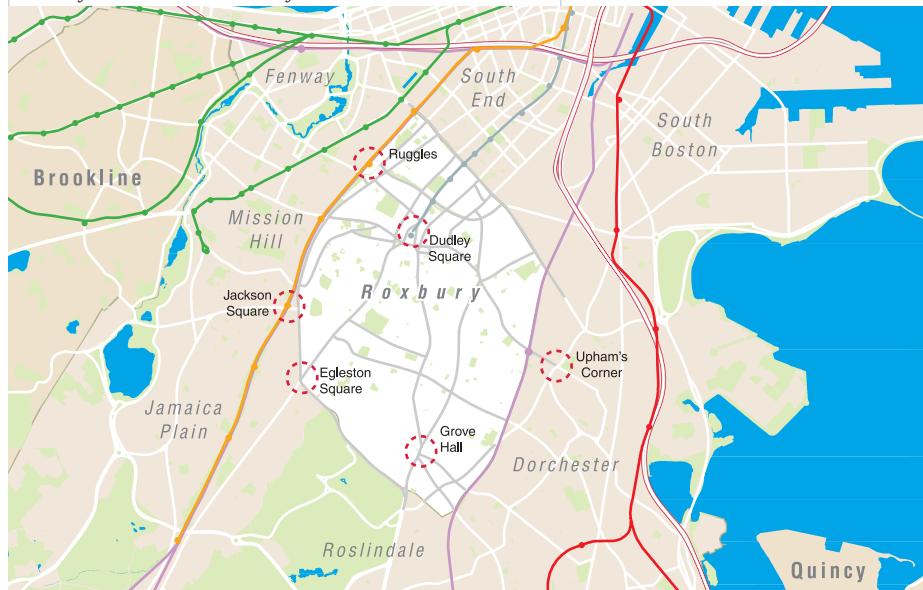 Fenway
South
End
South
Boston
Ruggles
Brookline
Mission
Hill
Dudley
Square
Roxbury
Jackson
Square
Upham's
Corner
Egleston
Square
Jamaica
Plain
Grove
Hall
Dorchester
Roslindale
Quincy